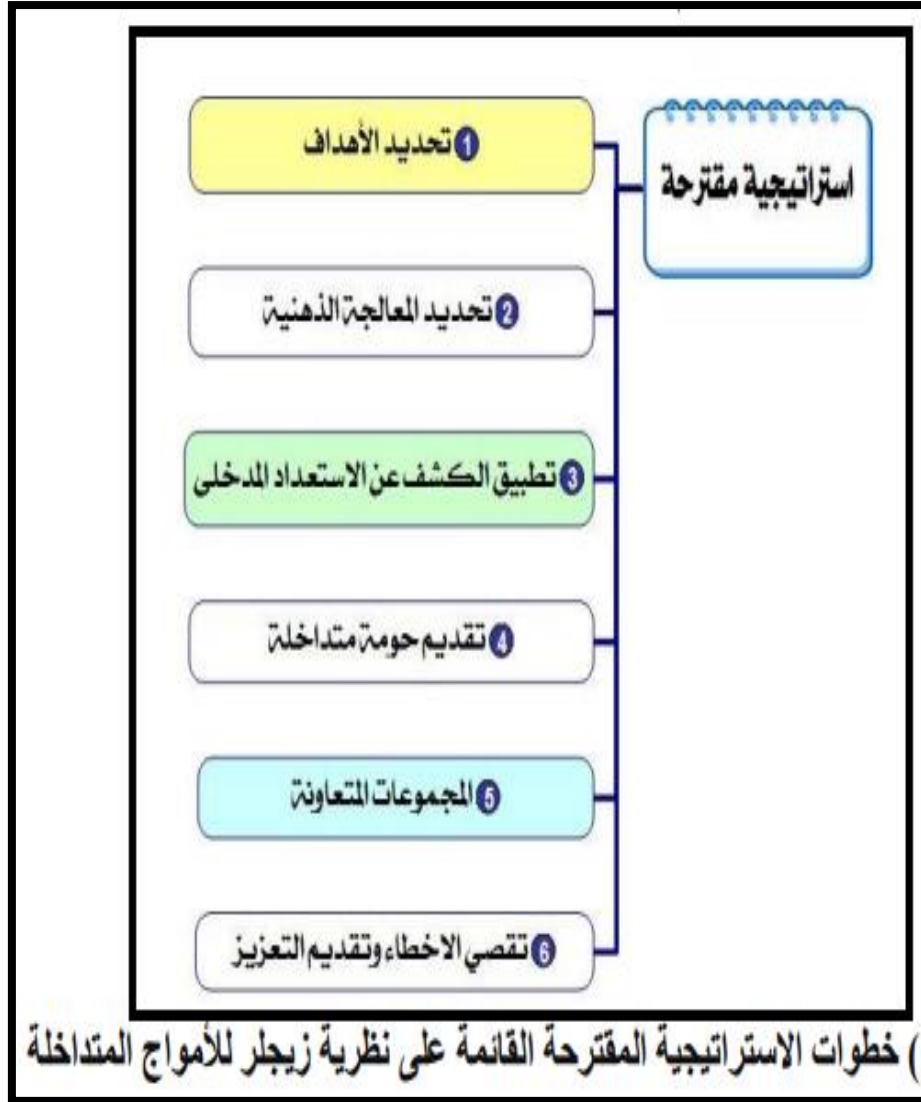 استراتيجية مقترحة
1 تحديد الأهداف
2 تحديد المعالجة الذهنية
3 تطبيق الكشف عن الاستعداد المدخلى
4 تقديم حومة متداخلة
5 المجموعات المتعاونة
6 تقصي الاخطاء وتقديم التعزيز
) خطوات الاستراتيجية المقترحة القائمة على نظرية زيجلر للأمواج المتداخلة